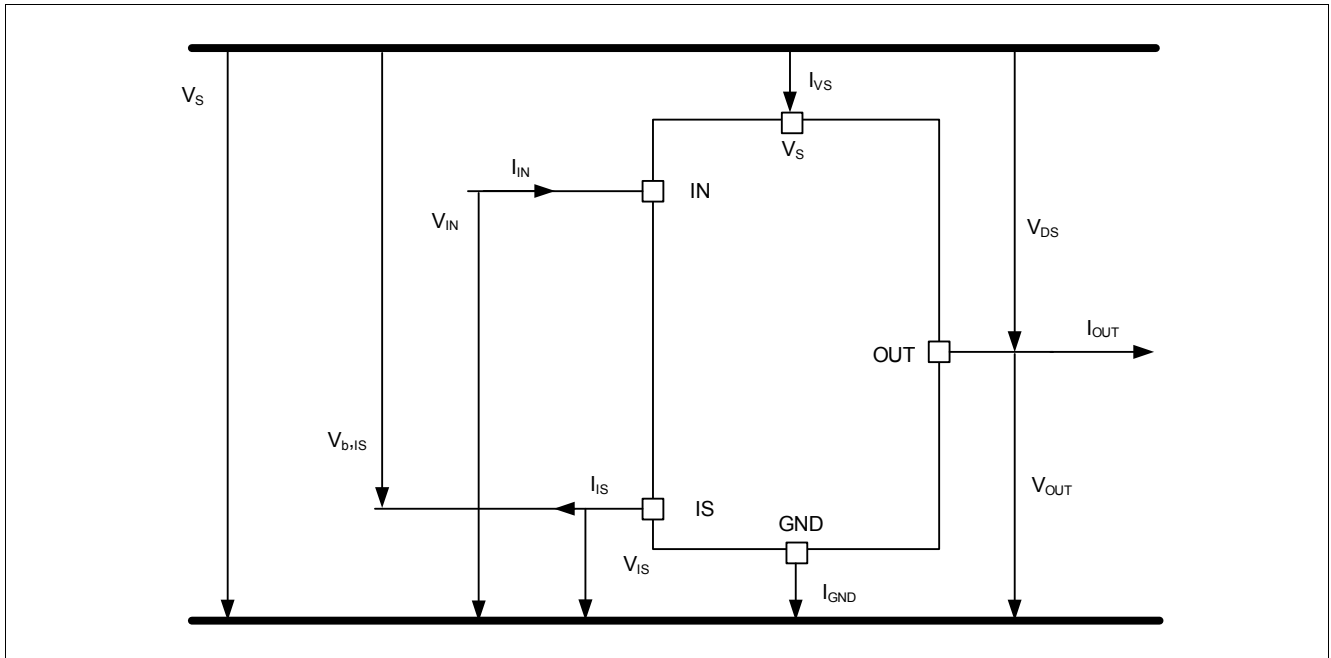 V_S
I_VS
V_S
I_IN
IN
V_IN
V_DS
I_OUT
OUT
V_b,IS
I_IS
IS
V_OUT
GND
V_IS
I_GND